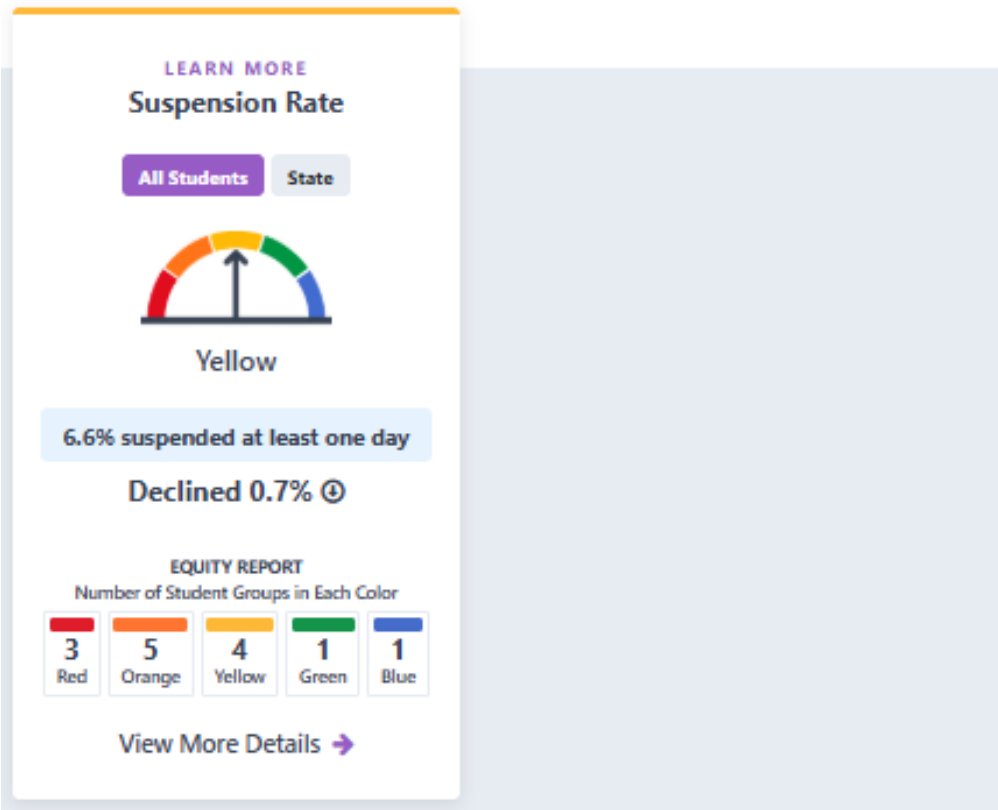 LEARN MORE
Suspension Rate
All Students State
Yellow
6.6% suspended at least one day
Declined 0.7%
EQUITY REPORT
Number of Student Groups in Each Color
3 5 4 1 1
Red Orange Yellow Green Blue
View More Details